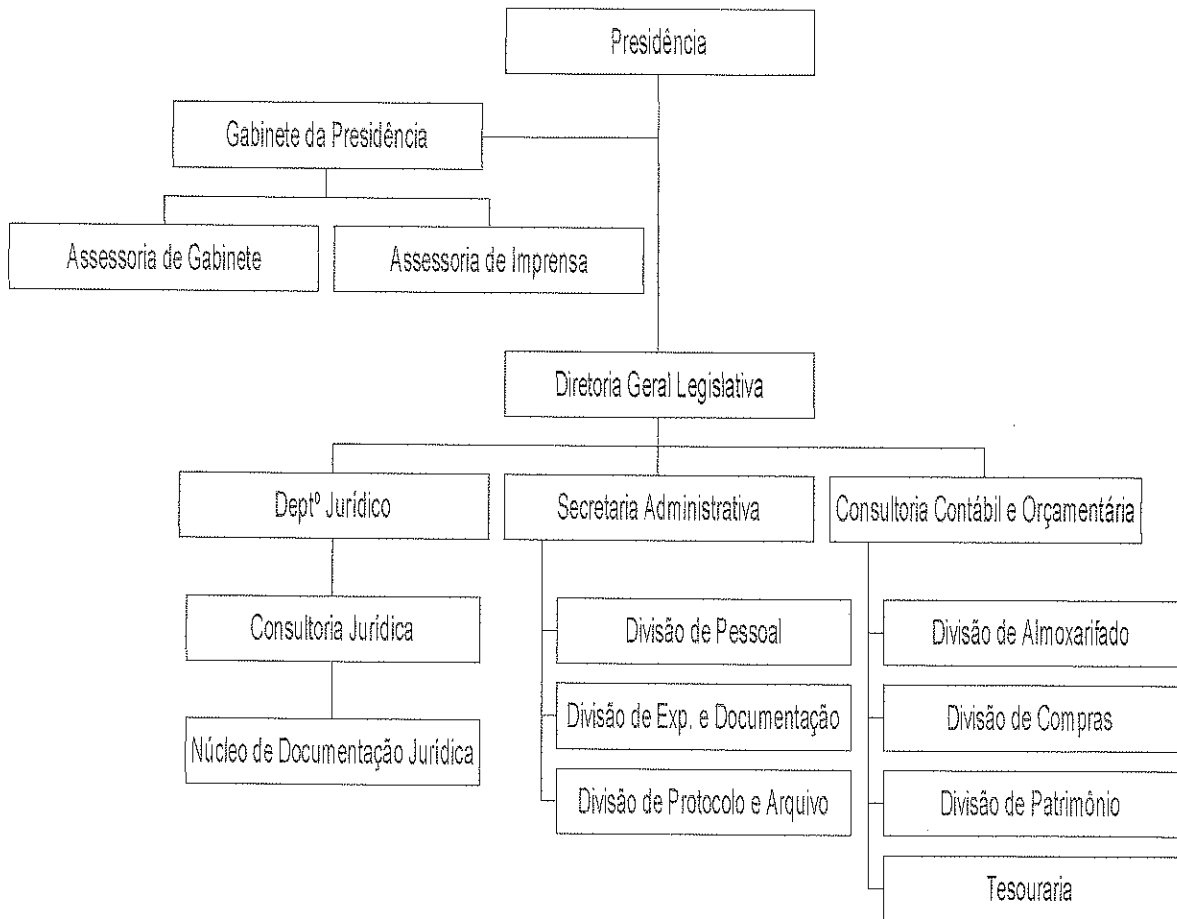 Presidência
Gabinete da Presidência
Assessoria de Gabinete
Assessoria de Imprensa
Diretoria Geral Legislativa
Deptº Jurídico
Secretaria Administrativa
Consultoria Contábil e Orçamentária
Consultoria Jurídica
Divisão de Pessoal
Divisão de Almoxarifado
Núcleo de Documentação Jurídica
Divisão de Exp. e Documentação
Divisão de Compras
Divisão de Protocolo e Arquivo
Divisão de Patrimônio
Tesouraria